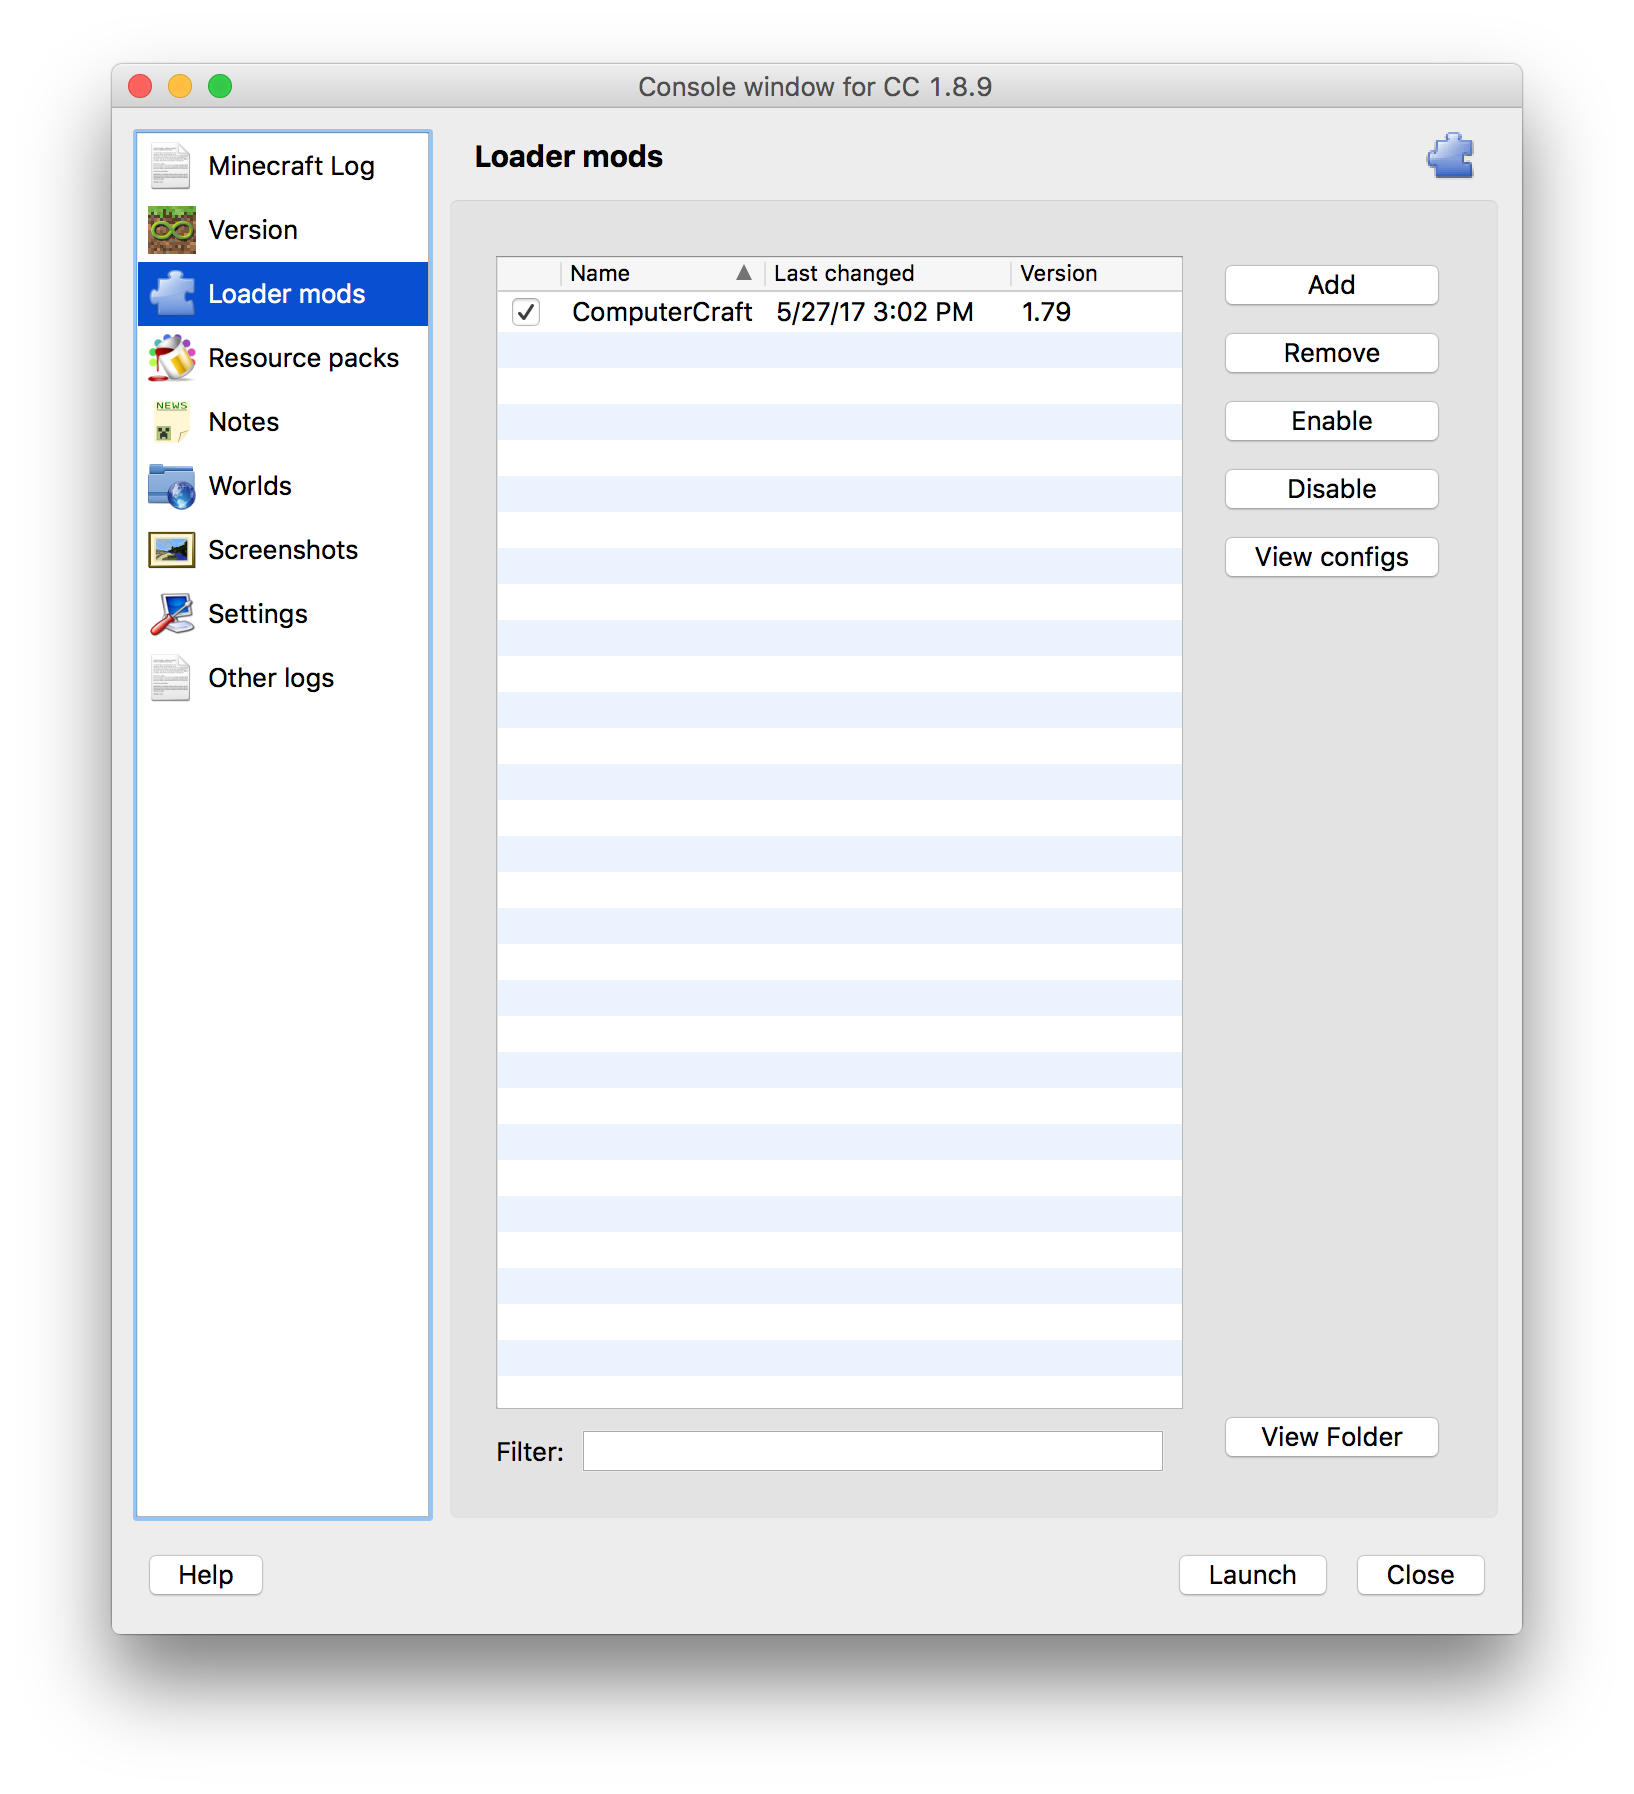 Console window for CC 1.8.9
Minecraft Log
Version
Loader mods
Resource packs
NEWS
Notes
Worlds
Screenshots
Settings
Other logs
Loader mods
Name Last changed Version
ComputerCraft 5/27/17 3:02 PM 1.79
Add
Remove
Enable
Disable
View configs
Filter:
View Folder
Help
Launch
Close